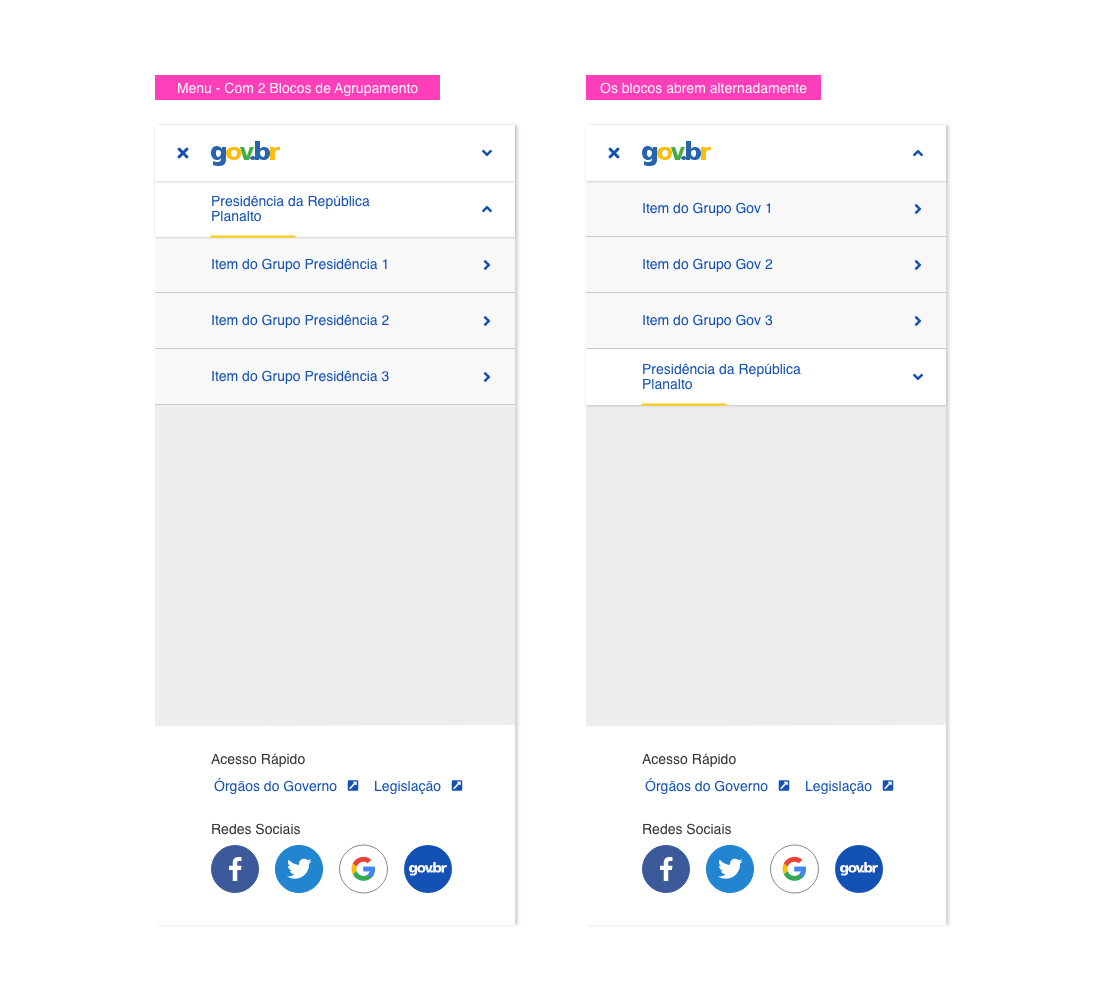 Menu - Com 2 Blocos de Agrupamento
gov.br
Presidência da República
Planalto
Item do Grupo Presidência 1
Item do Grupo Presidência 2
Item do Grupo Presidência 3
Acesso Rápido
Órgãos do Governo Legislação
Redes Sociais
gov.br
Os blocos abrem alternadamente
gov.br
Item do Grupo Gov 1
Item do Grupo Gov 2
Item do Grupo Gov 3
Presidência da República
Planalto
Acesso Rápido
Órgãos do Governo Legislação
Redes Sociais
gov.br